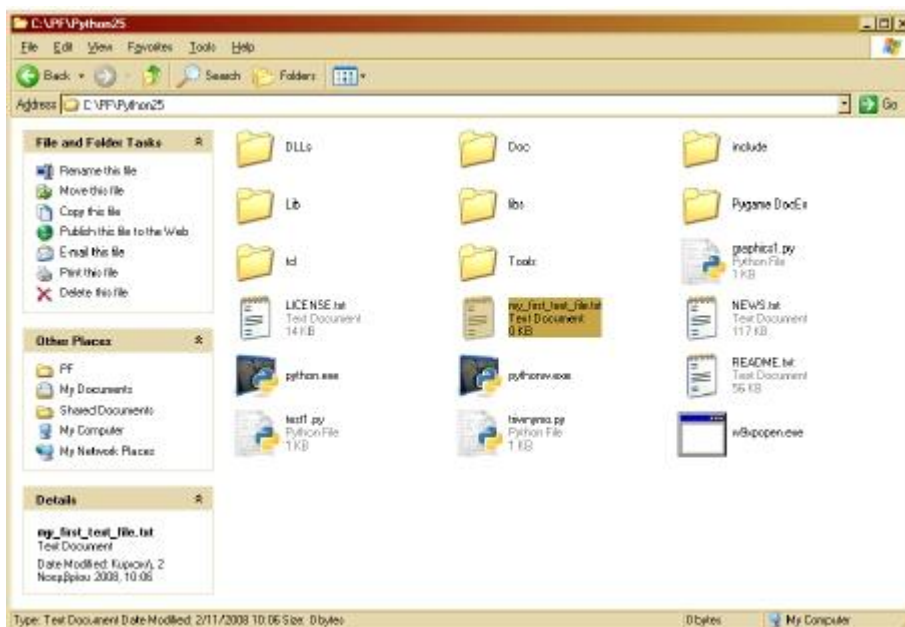 C:\PF\Python25
File Edit View Favorites Tools Help
Back Search Folders
Address C:\PF\Python25 Go
File and Folder Tasks
Rename this file
Move this file
Copy this file
Publish this file to the Web
E-mail this file
Print this file
Delete this file
Other Places
PF
My Documents
Shared Documents
My Computer
My Network Places
Details
my_first_text_file.txt
Text Document
Date Modified: Κυριακή, 2
Νοεμβρίου 2008, 10:06
DLLs
Doc
include
Lib
libs
Pygame DocEx
tcl
Tools
graphics1.py
Python File
1 KB
LICENSE.txt
Text Document
14 KB
my_first_text_file.txt
Text Document
0 KB
NEWS.txt
Text Document
117 KB
python.exe
pythonw.exe
README.txt
Text Document
56 KB
test1.py
Python File
1 KB
Python File
1 KB
w9xpopen.exe
Type: Text Document Date Modified: 2/11/2008 10:06 Size: 0 bytes
0 bytes
My Computer